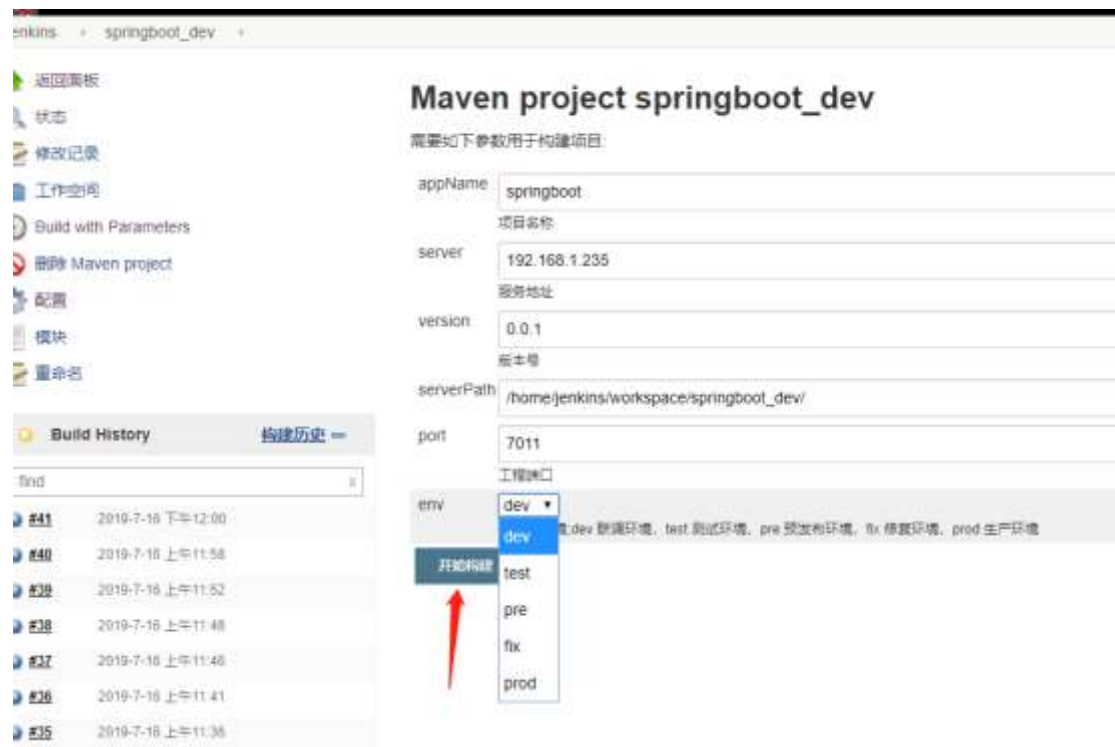 enkins › springboot_dev ›
返回面板
状态
修改记录
工作空间
Build with Parameters
删除 Maven project
配置
模块
重命名
Build History 构建历史
find x
#41 2019-7-16 下午12:00
#40 2019-7-16 上午11:58
#39 2019-7-16 上午11:52
#38 2019-7-16 上午11:48
#37 2019-7-16 上午11:46
#36 2019-7-16 上午11:41
#35 2019-7-16 上午11:36
Maven project springboot_dev
需要如下参数用于构建项目:
appName springboot
项目名称
server 192.168.1.235
服务地址
version 0.0.1
版本号
serverPath /home/jenkins/workspace/springboot_dev/
port 7011
工程端口
env dev
:dev 联调环境、test 测试环境、pre 预发布环境、fix 修复环境、prod 生产环境
dev
test
pre
fix
prod
开始构建